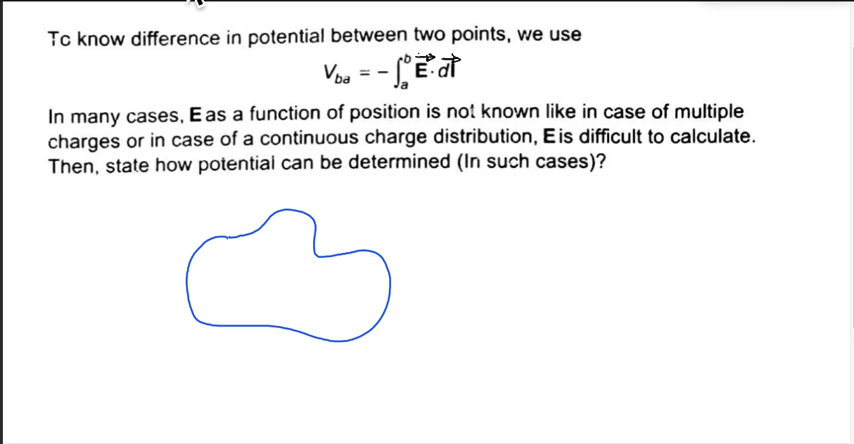 Tc know difference in potential between two points, we use
V_ba = - ∫_a^b E⃗ · dl⃗
In many cases, E as a function of position is not known like in case of multiple
charges or in case of a continuous charge distribution, E is difficult to calculate.
Then, state how potential can be determined (In such cases)?